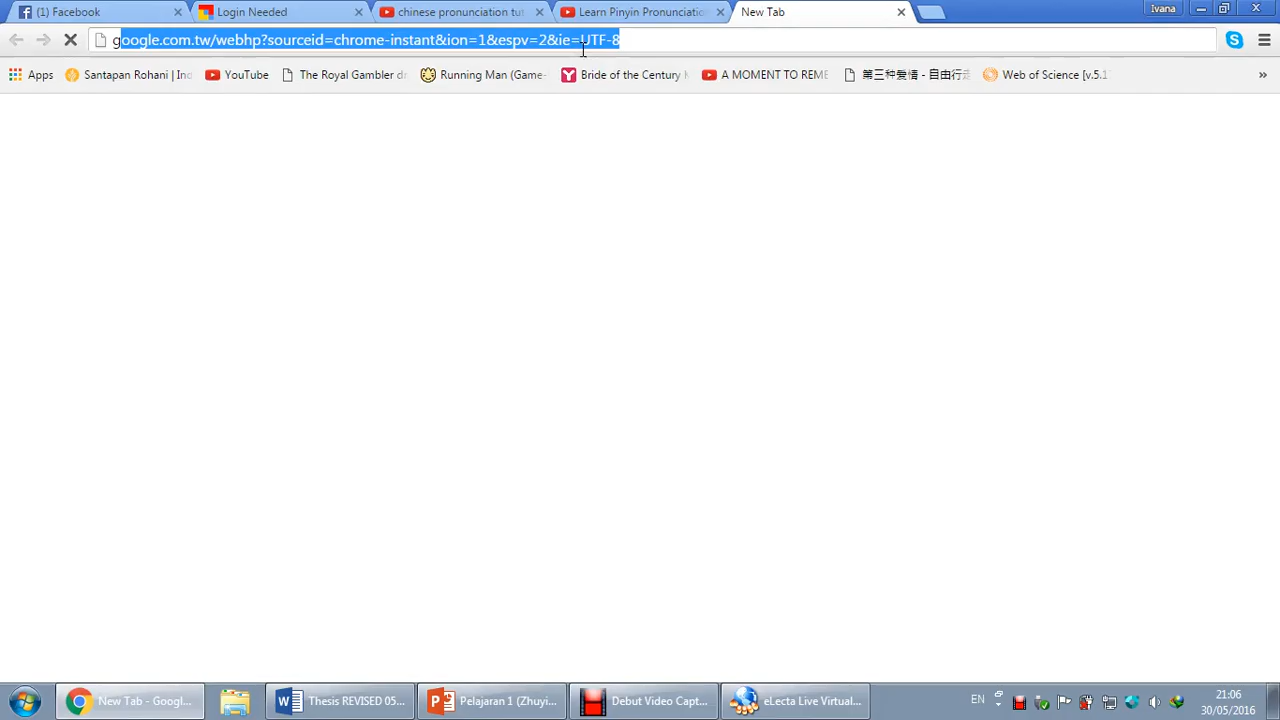 (1) Facebook
Login Needed
chinese pronunciation tut
Learn Pinyin Pronunciation
New Tab
Ivana
google.com.tw/webhp?sourceid=chrome-instant&ion=1&espv=2&ie=UTF-8
Apps
Santapan Rohani | Ind
YouTube
The Royal Gambler dr
Running Man (Game-
Bride of the Century
A MOMENT TO REME
第三种爱情 - 自由行走
Web of Science [v.5.1
»
New Tab - Googl...
Thesis REVISED 05...
Pelajaran 1 (Zhuyi...
Debut Video Capt...
eLecta Live Virtual...
EN
21:06
30/05/2016